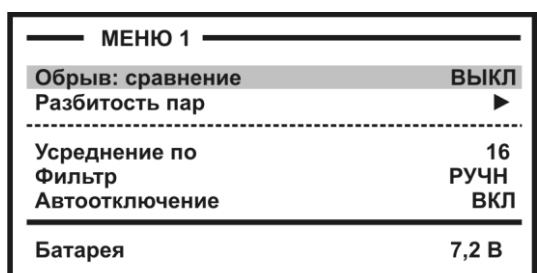 МЕНЮ 1
Обрыв: сравнение ВЫКЛ
Разбитость пар ▶
Усреднение по 16
Фильтр РУЧН
Автоотключение ВКЛ
Батарея 7,2 В